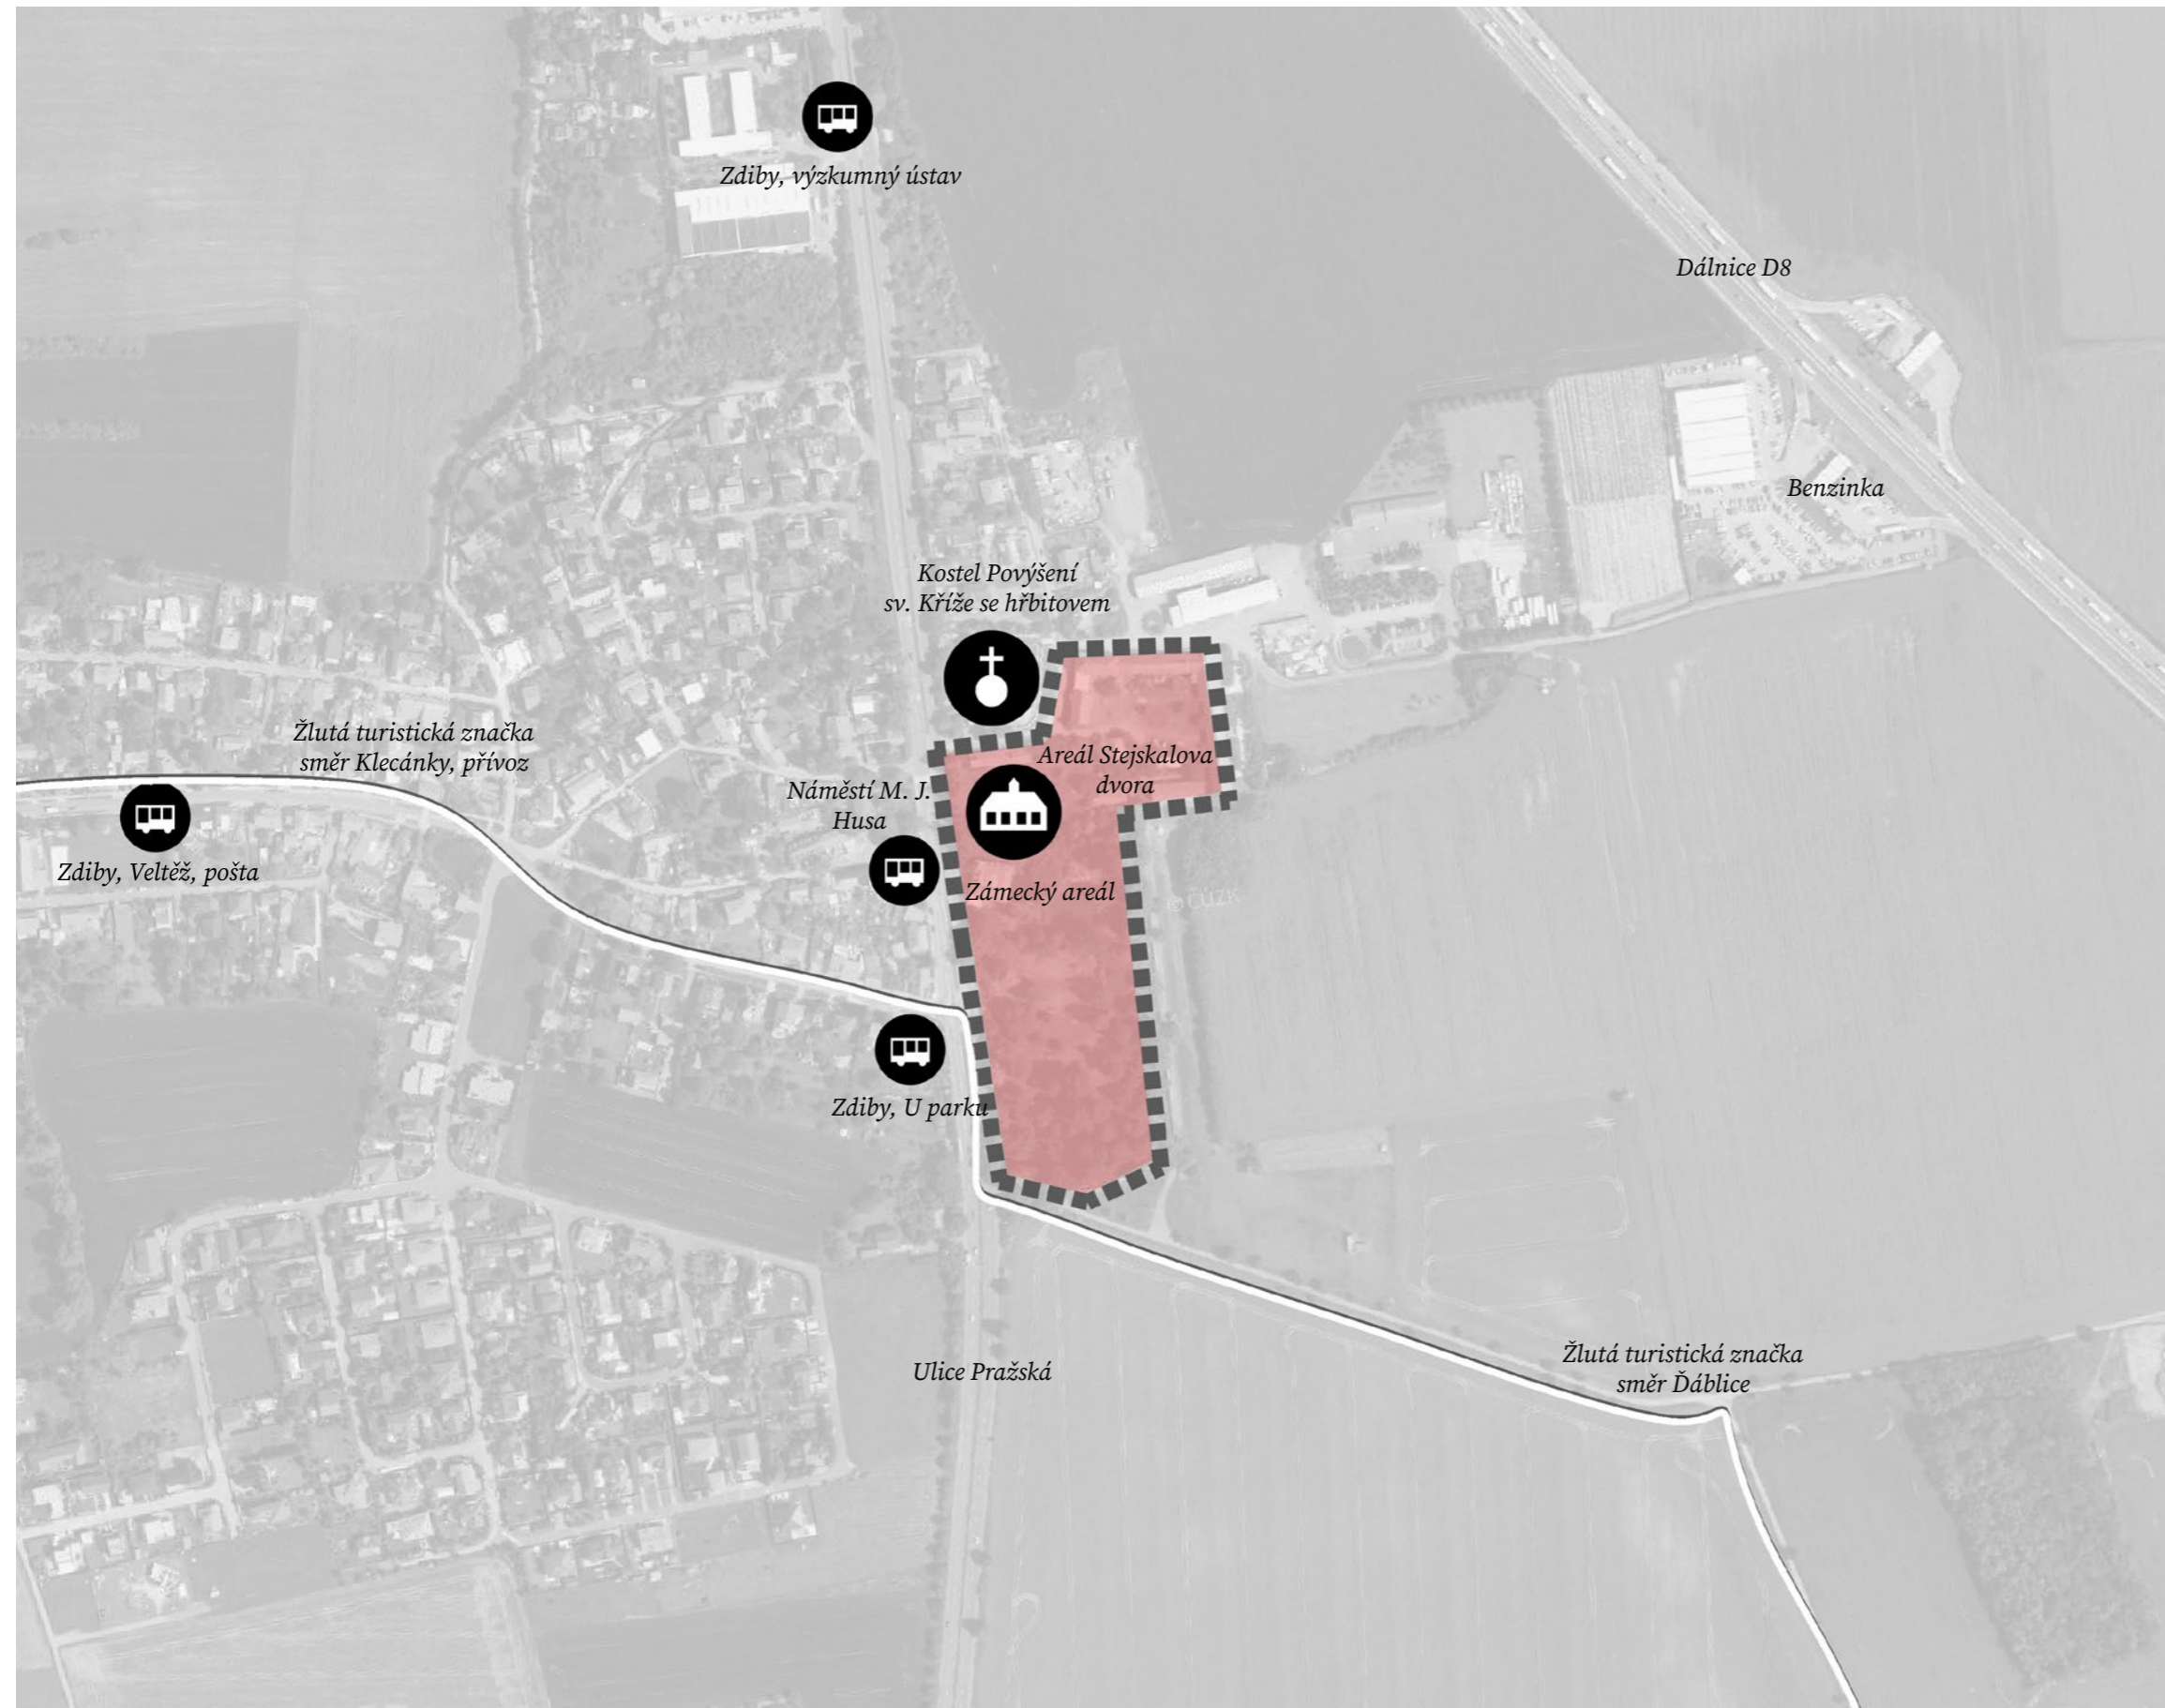 Zdiby, výzkumný ústav
Dálnice D8
Benzinka
Kostel Povýšení
sv. Kříže se hřbitovem
Žlutá turistická značka
směr Klecánky, přívoz
Areál Stejskalova
dvora
Náměstí M. J.
Husa
Zdiby, Veltěž, pošta
Zámecký areál
© ČÚZK
Zdiby, U parku
Ulice Pražská
Žlutá turistická značka
směr Ďáblice